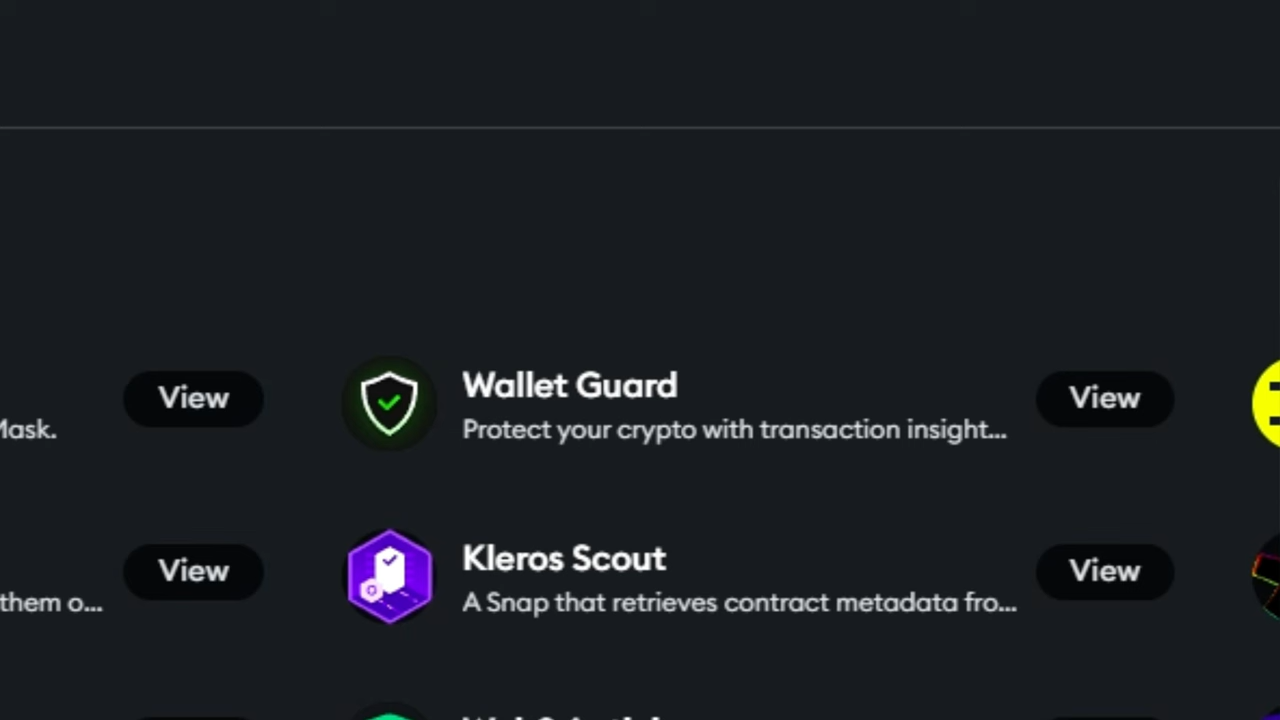 View
Mask.
Wallet Guard
Protect your crypto with transaction insight...
View
View
them o...
Kleros Scout
A Snap that retrieves contract metadata fro...
View